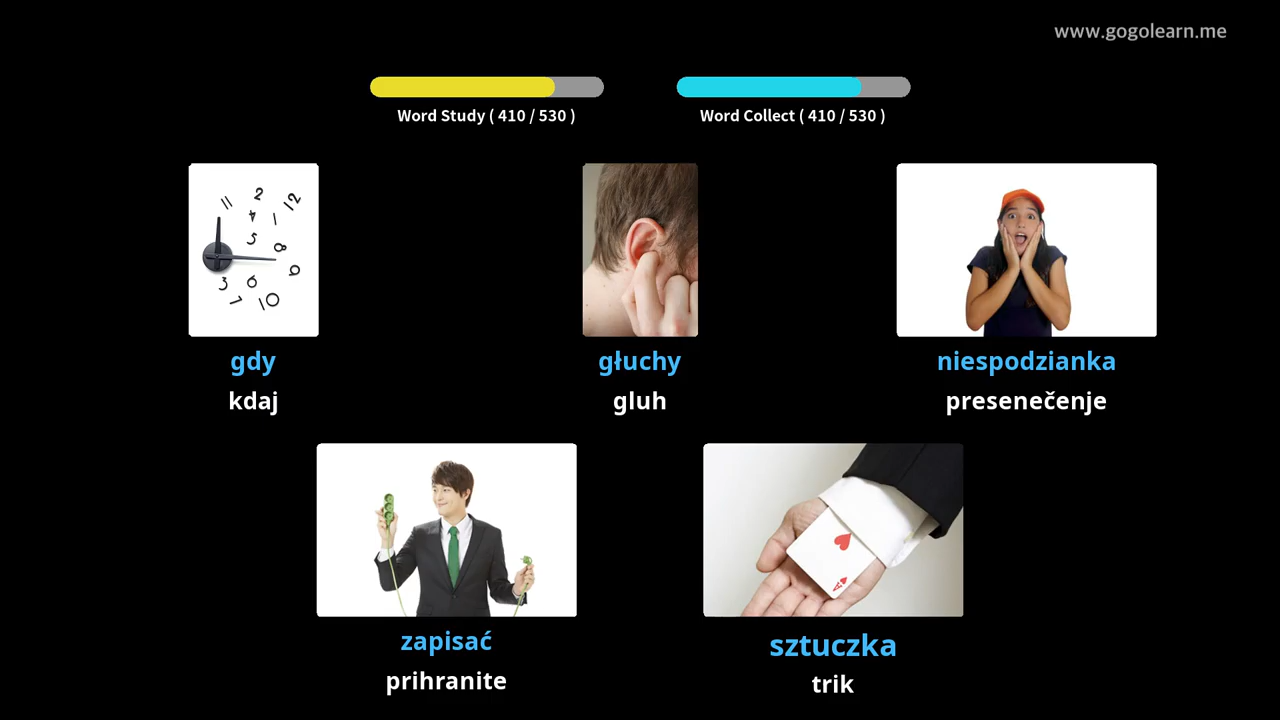 www.gogolearn.me
Word Study ( 410 / 530 )
Word Collect ( 410 / 530 )
gdy
kdaj
głuchy
gluh
niespodzianka
presenečenje
zapisać
prihranite
sztuczka
trik